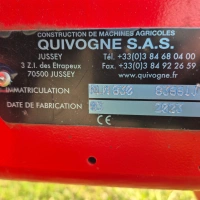 CONSTRUCTION DE MACHINES AGRICOLES
QUIVOGNE S.A.S.
JUSSEY
Tél. +33(0)3 84 68 04 00
3 Z.I. des Etrapeux
Fax +33(0)3 84 92 26 59
70500 JUSSEY
www.quivogne.fr
IMMATRICULATION
DATE DE FABRICATION
CE